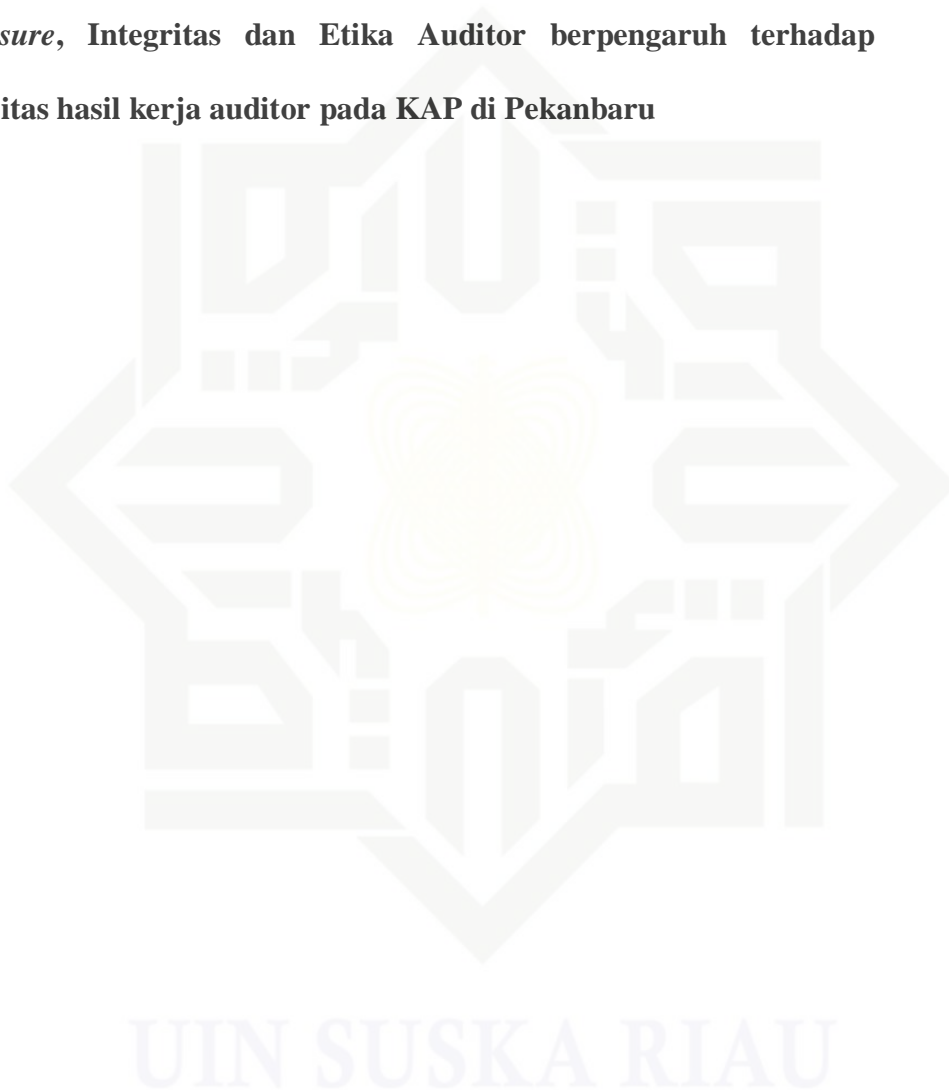 sure, Integritas dan Etika Auditor berpengaruh terhadap
itas hasil kerja auditor pada KAP di Pekanbaru
UIN SUSKA RIAU